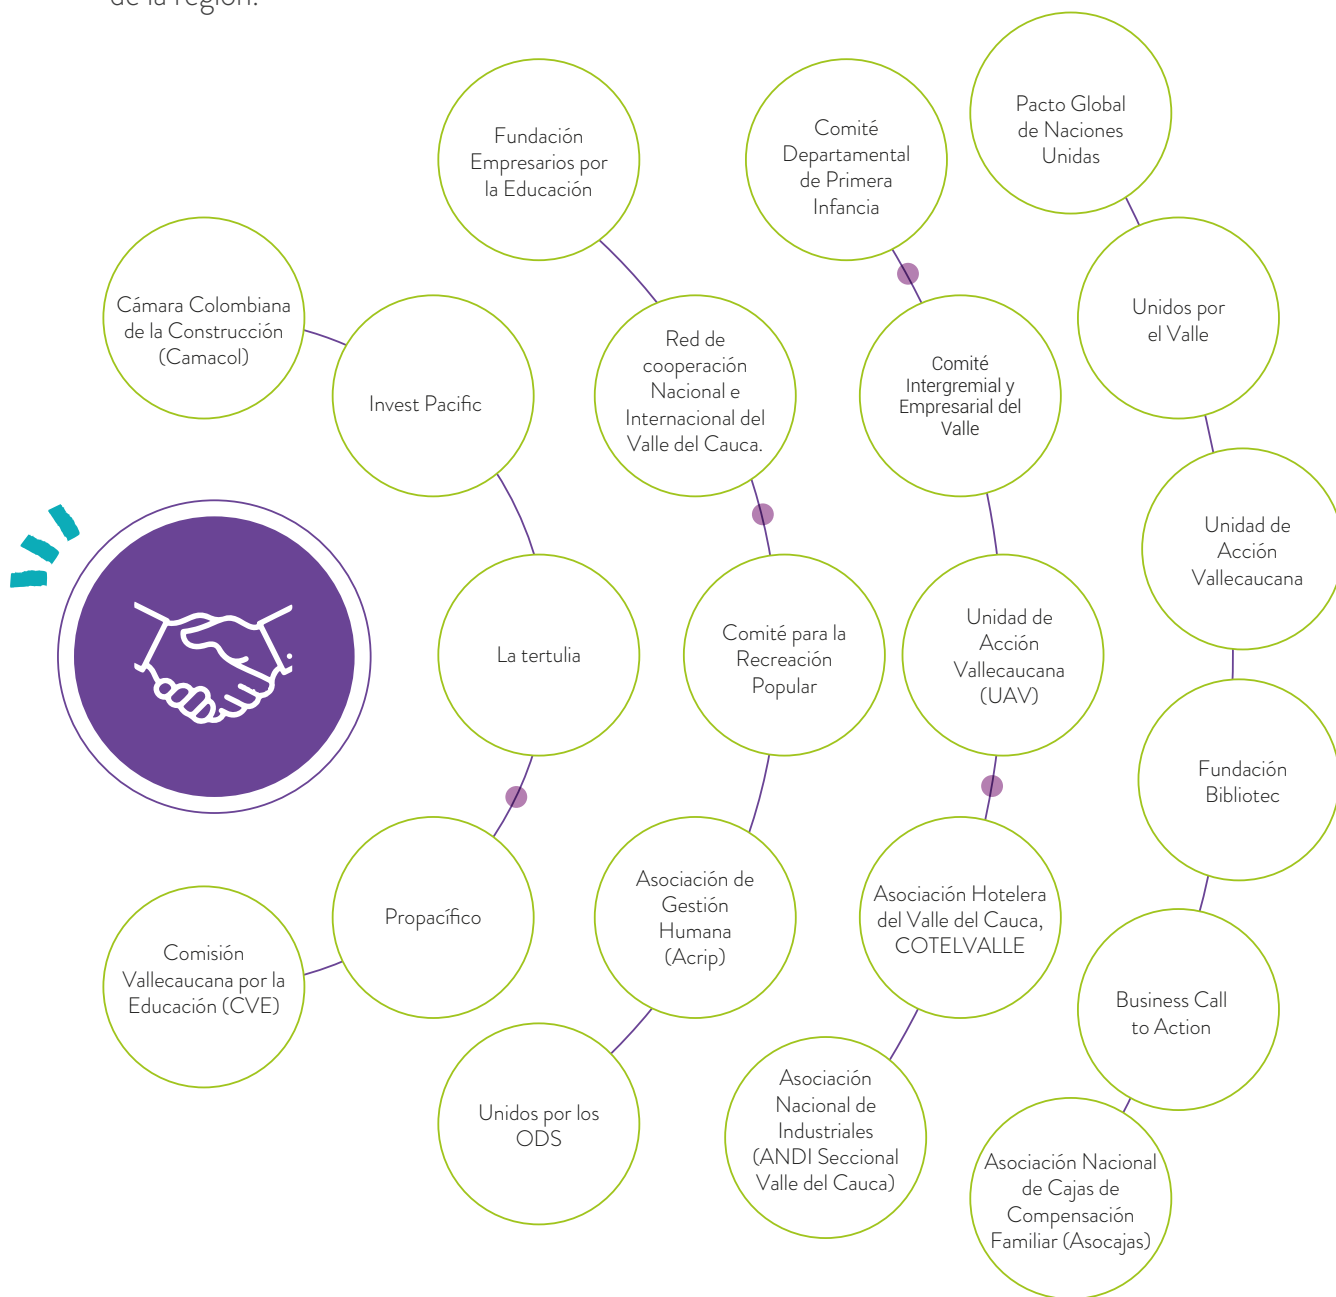 de la región.
Cámara Colombiana
de la Construcción
(Camacol)
Invest Pacific
La tertulia
Propacífico
Comisión
Vallecaucana por la
Educación (CVE)
Fundación
Empresarios por
la Educación
Red de
cooperación
Nacional e
Internacional del
Valle del Cauca.
Comité para la
Recreación
Popular
Asociación de
Gestión
Humana
(Acrip)
Unidos por los
ODS
Comité
Departamental
de Primera
Infancia
Comité
Intergremial y
Empresarial del
Valle
Unidad de
Acción
Vallecaucana
(UAV)
Asociación Hotelera
del Valle del Cauca,
COTELVALLE
Asociación
Nacional de
Industriales
(ANDI Seccional
Valle del Cauca)
Pacto Global
de Naciones
Unidas
Unidos por
el Valle
Unidad de
Acción
Vallecaucana
Fundación
Bibliotec
Business Call
to Action
Asociación Nacional
de Cajas de
Compensación
Familiar (Asocajas)